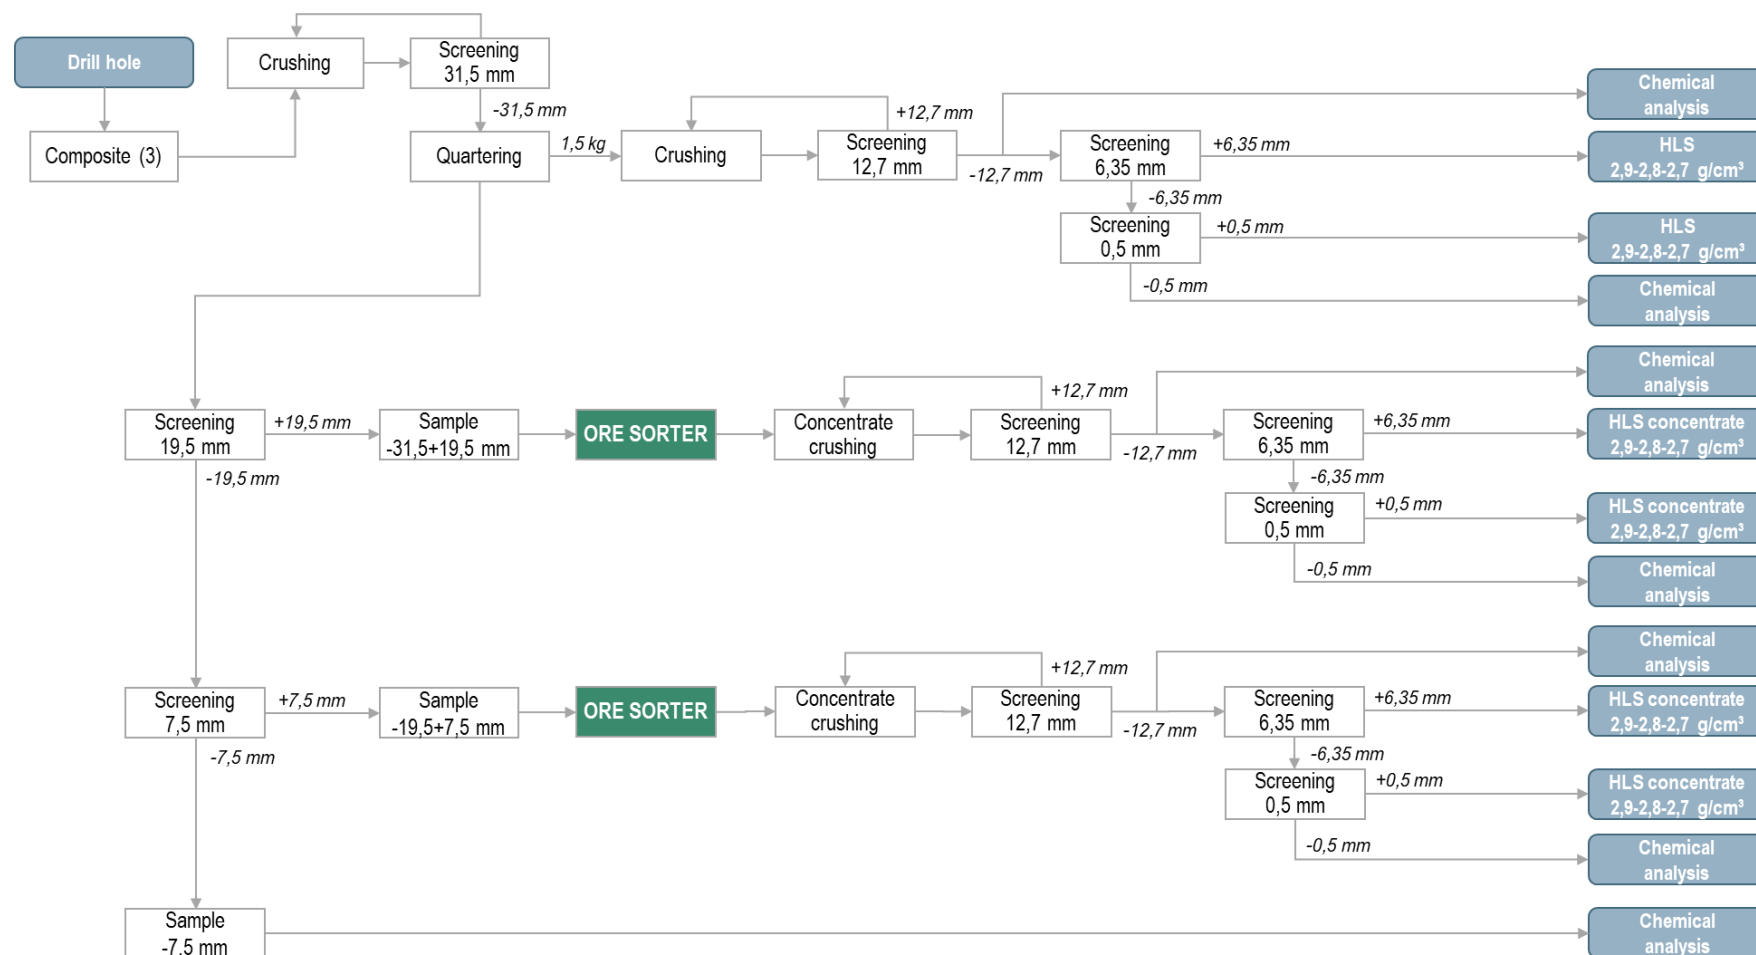 Drill hole
Crushing
Screening
31,5 mm
-31,5 mm
Composite (3)
Quartering
1,5 kg
Crushing
+12,7 mm
Screening
12,7 mm
-12,7 mm
Chemical
analysis
Screening
6,35 mm
+6,35 mm
HLS
2,9-2,8-2,7 g/cm³
-6,35 mm
Screening
0,5 mm
+0,5 mm
HLS
2,9-2,8-2,7 g/cm³
-0,5 mm
Chemical
analysis
Screening
19,5 mm
+19,5 mm
-19,5 mm
Sample
-31,5+19,5 mm
ORE SORTER
Concentrate
crushing
+12,7 mm
Screening
12,7 mm
-12,7 mm
Chemical
analysis
Screening
6,35 mm
+6,35 mm
HLS concentrate
2,9-2,8-2,7 g/cm³
-6,35 mm
Screening
0,5 mm
+0,5 mm
HLS concentrate
2,9-2,8-2,7 g/cm³
-0,5 mm
Chemical
analysis
Screening
7,5 mm
+7,5 mm
-7,5 mm
Sample
-19,5+7,5 mm
ORE SORTER
Concentrate
crushing
+12,7 mm
Screening
12,7 mm
-12,7 mm
Chemical
analysis
Screening
6,35 mm
+6,35 mm
HLS concentrate
2,9-2,8-2,7 g/cm³
-6,35 mm
Screening
0,5 mm
+0,5 mm
HLS concentrate
2,9-2,8-2,7 g/cm³
-0,5 mm
Chemical
analysis
Sample
-7,5 mm
Chemical
analysis